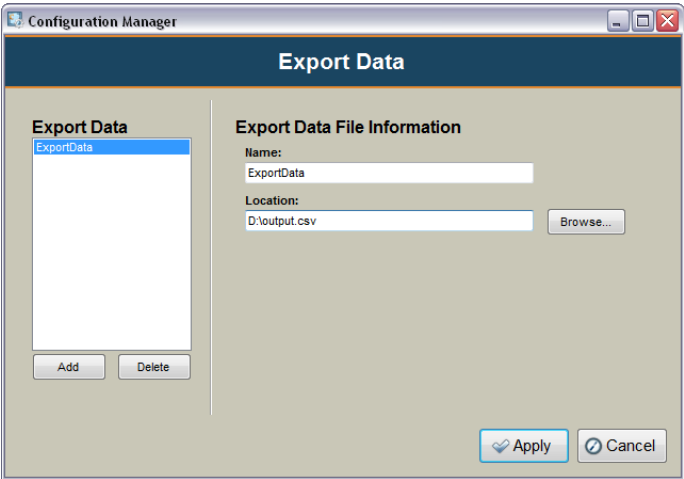 Configuration Manager
Export Data
Export Data
ExportData
Add Delete
Export Data File Information
Name:
ExportData
Location:
D:\output.csv Browse...
Apply Cancel